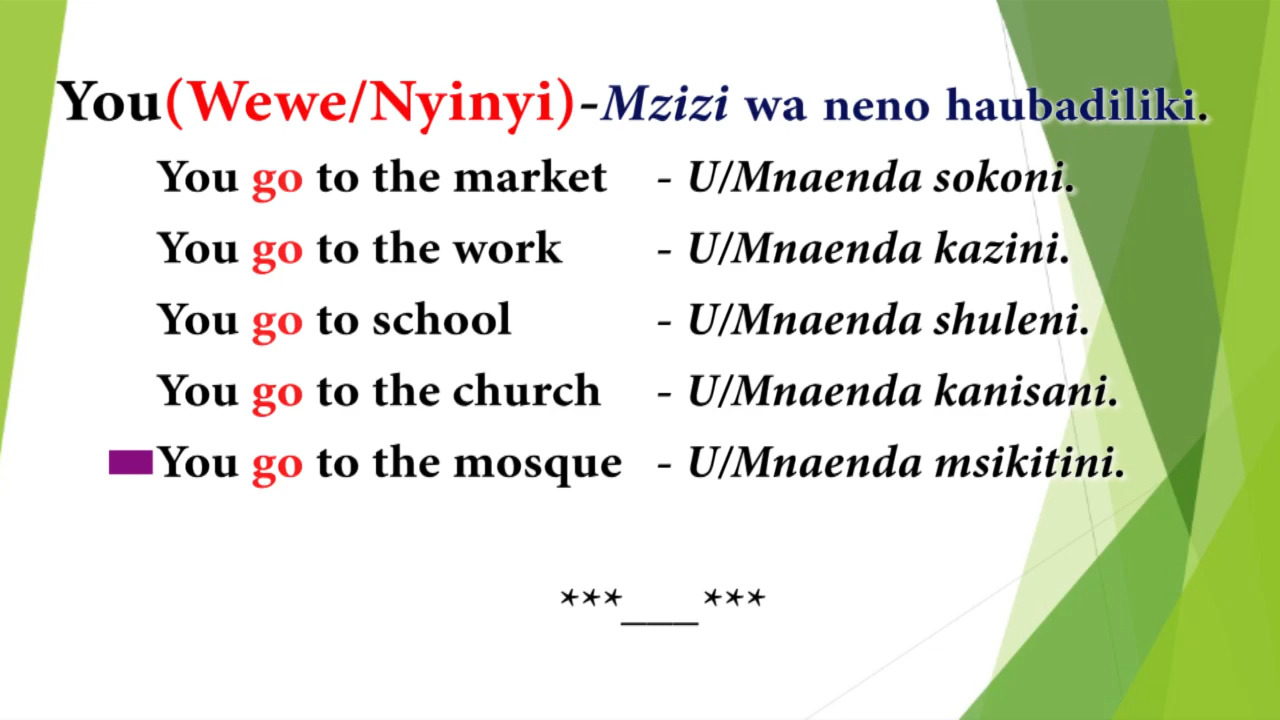 You(Wewe/Nyinyi)-Mzizi wa neno haubadiliki.
You go to the market - U/Mnaenda sokoni.
You go to the work - U/Mnaenda kazini.
You go to school - U/Mnaenda shuleni.
You go to the church - U/Mnaenda kanisani.
You go to the mosque - U/Mnaenda msikitini.
***___***